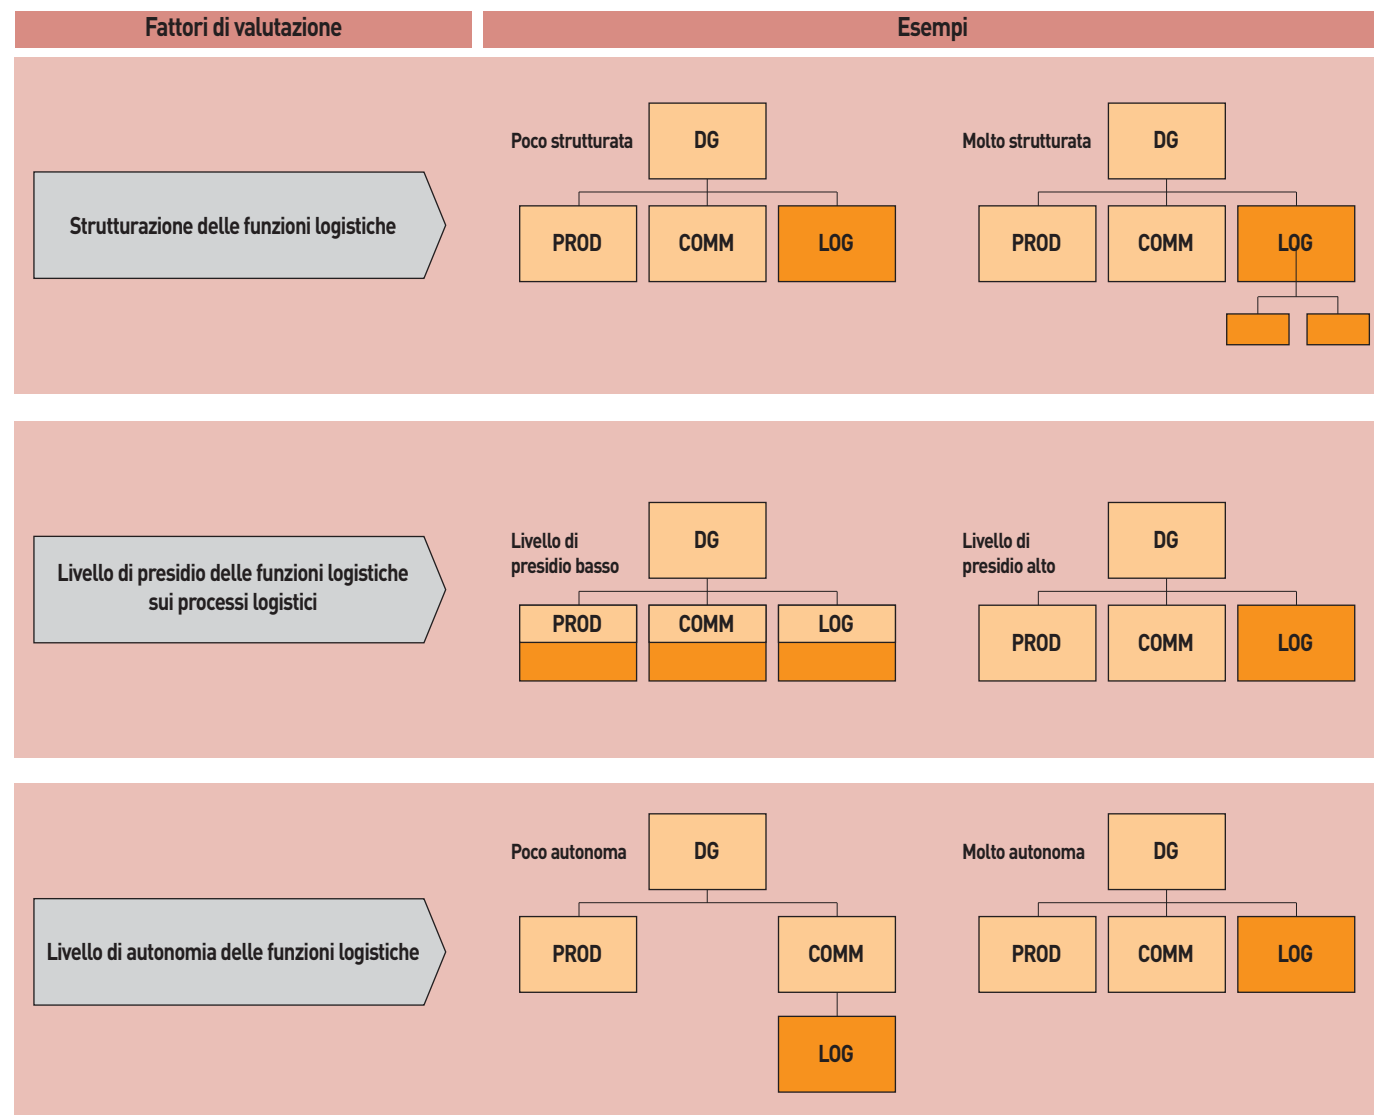 Fattori di valutazione
Esempi
Strutturazione delle funzioni logistiche
Poco strutturata
DG
PROD
COMM
LOG
Molto strutturata
DG
PROD
COMM
LOG
Livello di presidio delle funzioni logistiche
sui processi logistici
Livello di
presidio basso
DG
PROD
COMM
LOG
Livello di
presidio alto
DG
PROD
COMM
LOG
Livello di autonomia delle funzioni logistiche
Poco autonoma
DG
PROD
COMM
LOG
Molto autonoma
DG
PROD
COMM
LOG